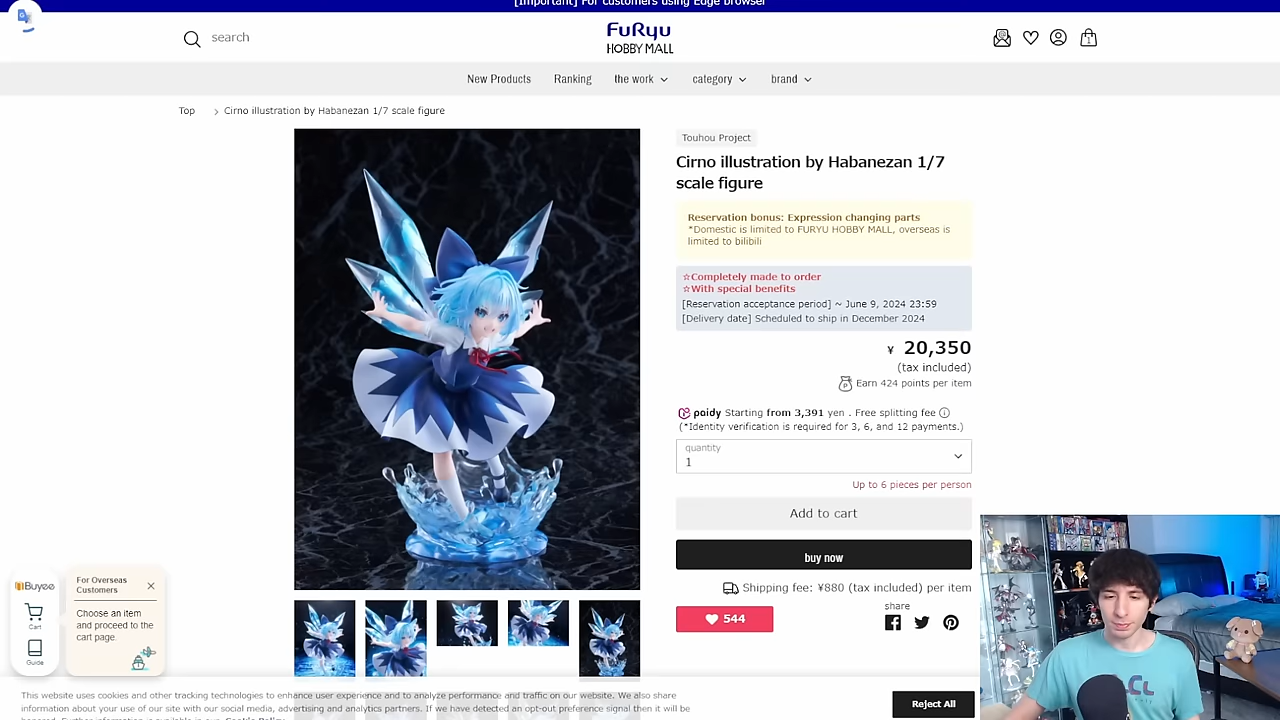 [Important] For customers using Edge browser
search
FuRyu
HOBBY MALL
1
New Products
Ranking
the work
category
brand
Top
Cirno illustration by Habanezan 1/7 scale figure
Touhou Project
Cirno illustration by Habanezan 1/7
scale figure
Reservation bonus: Expression changing parts
*Domestic is limited to FURYU HOBBY MALL, overseas is
limited to bilibili
☆Completely made to order
☆With special benefits
[Reservation acceptance period] ~ June 9, 2024 23:59
[Delivery date] Scheduled to ship in December 2024
¥ 20,350
(tax included)
Earn 424 points per item
paidy Starting from 3,391 yen . Free splitting fee
(*Identity verification is required for 3, 6, and 12 payments.)
quantity
1
Up to 6 pieces per person
Add to cart
buy now
Shipping fee: ¥880 (tax included) per item
544
share
Buyee
Cart
Guide
For Overseas
Customers
Choose an item
and proceed to the
cart page.
This website uses cookies and other tracking technologies to enhance user experience and to analyze performance and traffic on our website. We also share
information about your use of our site with our social media, advertising and analytics partners. If we have detected an opt-out preference signal then it will be
honored. Further information is available in our Cookie Policy
Reject All